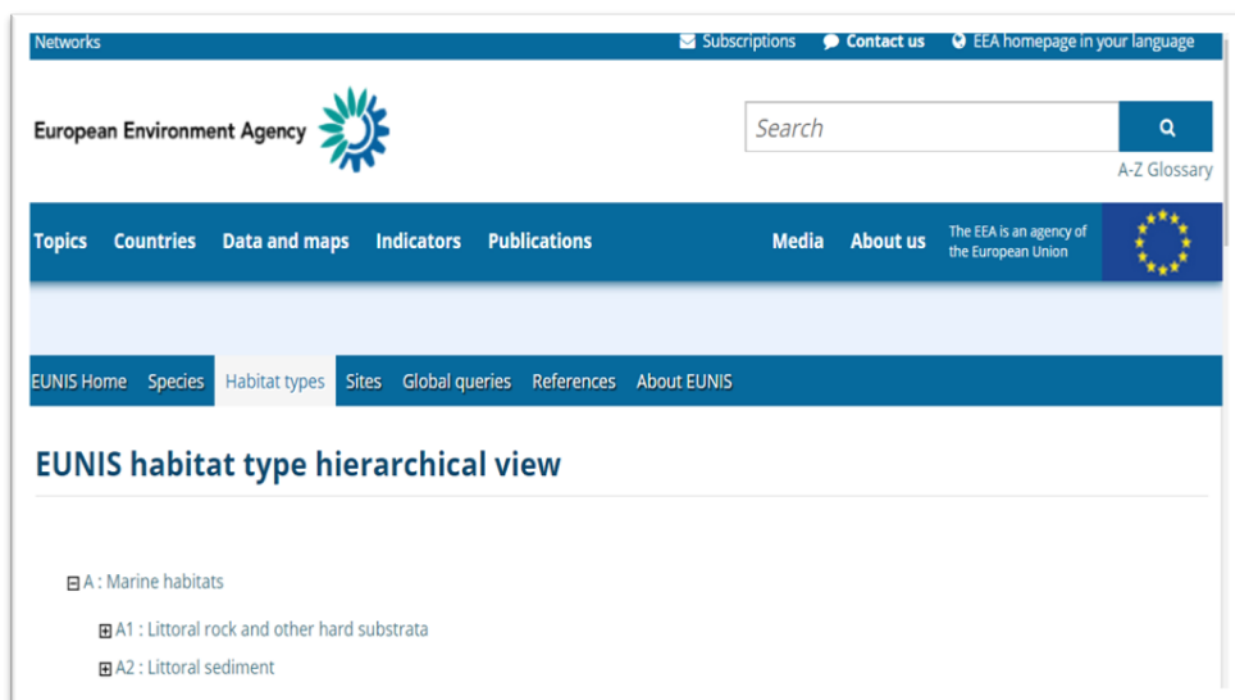 Networks Subscriptions Contact us EEA homepage in your language
European Environment Agency
Search
A-Z Glossary
Topics Countries Data and maps Indicators Publications Media About us
The EEA is an agency of
the European Union
EUNIS Home Species Habitat types Sites Global queries References About EUNIS
EUNIS habitat type hierarchical view
A : Marine habitats
A1 : Littoral rock and other hard substrata
A2 : Littoral sediment